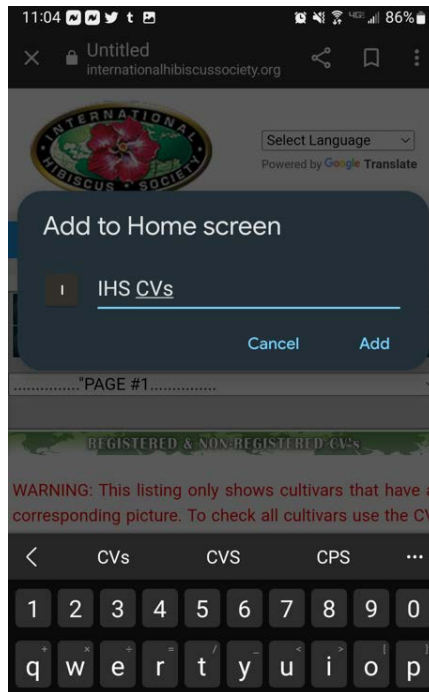 11:04
4GE
86%
Untitled
internationalhibiscussociety.org
INTERNATIONAL
HIBISCUS SOCIETY
Select Language
Powered by Google Translate
Add to Home screen
I
IHS CVs
Cancel Add
.............."PAGE #1...............
REGISTERED & NON-REGISTERED CV's
WARNING: This listing only shows cultivars that have a
corresponding picture. To check all cultivars use the CV
CVs CVS CPS
1 2 3 4 5 6 7 8 9 0
q w e r t y u i o p